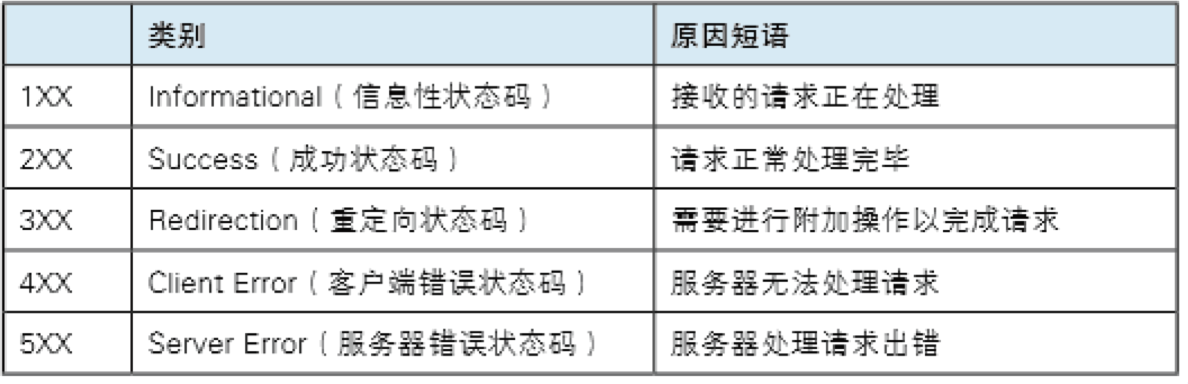 类别 原因短语
1XX Informational（信息性状态码） 接收的请求正在处理
2XX Success（成功状态码） 请求正常处理完毕
3XX Redirection（重定向状态码） 需要进行附加操作以完成请求
4XX Client Error（客户端错误状态码） 服务器无法处理请求
5XX Server Error（服务器错误状态码） 服务器处理请求出错